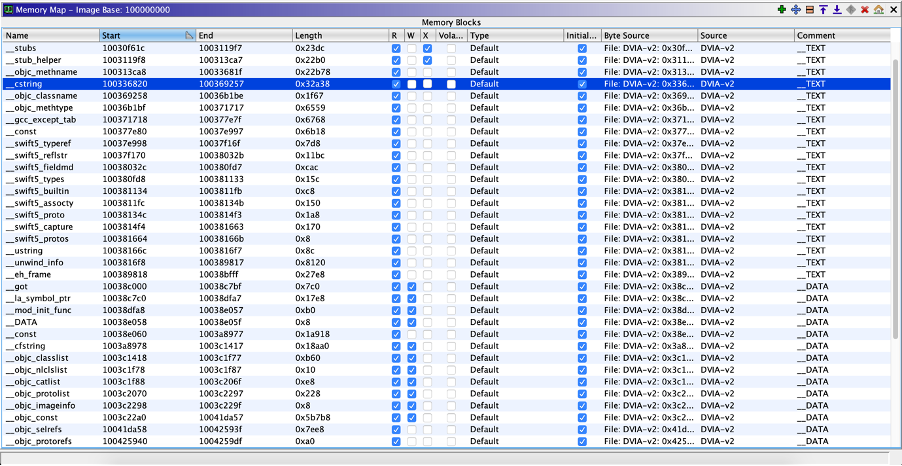 Memory Map - Image Base: 100000000
Memory Blocks
Name Start End Length R W X Vola... Type Initial... Byte Source Source Comment
__stubs 10030f61c 1003119f7 0x23dc Default File: DVIA-v2: 0x30f... DVIA-v2 __TEXT
__stub_helper 1003119f8 100313ca7 0x22b0 Default File: DVIA-v2: 0x311... DVIA-v2 __TEXT
__objc_methname 100313ca8 10033681f 0x22b78 Default File: DVIA-v2: 0x313... DVIA-v2 __TEXT
__cstring 100336820 100369257 0x32a38 Default File: DVIA-v2: 0x336... DVIA-v2 __TEXT
__objc_classname 100369258 10036b1be 0x1f67 Default File: DVIA-v2: 0x369... DVIA-v2 __TEXT
__objc_methtype 10036b1bf 100371717 0x6559 Default File: DVIA-v2: 0x36b... DVIA-v2 __TEXT
__gcc_except_tab 100371718 100377e7f 0x6768 Default File: DVIA-v2: 0x371... DVIA-v2 __TEXT
__const 100377e80 10037e997 0x6b18 Default File: DVIA-v2: 0x377... DVIA-v2 __TEXT
__swift5_typeref 10037e998 10037f16f 0x7d8 Default File: DVIA-v2: 0x37e... DVIA-v2 __TEXT
__swift5_reflstr 10037f170 10038032b 0x11bc Default File: DVIA-v2: 0x37f... DVIA-v2 __TEXT
__swift5_fieldmd 10038032c 100380fd7 0xcac Default File: DVIA-v2: 0x380... DVIA-v2 __TEXT
__swift5_types 100380fd8 100381133 0x15c Default File: DVIA-v2: 0x380... DVIA-v2 __TEXT
__swift5_builtin 100381134 1003811fb 0xc8 Default File: DVIA-v2: 0x381... DVIA-v2 __TEXT
__swift5_assocty 1003811fc 10038134b 0x150 Default File: DVIA-v2: 0x381... DVIA-v2 __TEXT
__swift5_proto 10038134c 1003814f3 0x1a8 Default File: DVIA-v2: 0x381... DVIA-v2 __TEXT
__swift5_capture 1003814f4 100381663 0x170 Default File: DVIA-v2: 0x381... DVIA-v2 __TEXT
__swift5_protos 100381664 10038166b 0x8 Default File: DVIA-v2: 0x381... DVIA-v2 __TEXT
__ustring 10038166c 1003816f7 0x8c Default File: DVIA-v2: 0x381... DVIA-v2 __TEXT
__unwind_info 1003816f8 100389817 0x8120 Default File: DVIA-v2: 0x381... DVIA-v2 __TEXT
__eh_frame 100389818 10038bfff 0x27e8 Default File: DVIA-v2: 0x389... DVIA-v2 __TEXT
__got 10038c000 10038c7bf 0x7c0 Default File: DVIA-v2: 0x38c... DVIA-v2 __DATA
__la_symbol_ptr 10038c7c0 10038dfa7 0x17e8 Default File: DVIA-v2: 0x38c... DVIA-v2 __DATA
__mod_init_func 10038dfa8 10038e057 0xb0 Default File: DVIA-v2: 0x38d... DVIA-v2 __DATA
__DATA 10038e058 10038e05f 0x8 Default File: DVIA-v2: 0x38e... DVIA-v2 __DATA
__const 10038e060 1003a8977 0x1a918 Default File: DVIA-v2: 0x38e... DVIA-v2 __DATA
__cfstring 1003a8978 1003c1417 0x18aa0 Default File: DVIA-v2: 0x3a8... DVIA-v2 __DATA
__objc_classlist 1003c1418 1003c1f77 0xb60 Default File: DVIA-v2: 0x3c1... DVIA-v2 __DATA
__objc_nlclslist 1003c1f78 1003c1f87 0x10 Default File: DVIA-v2: 0x3c1... DVIA-v2 __DATA
__objc_catlist 1003c1f88 1003c206f 0xe8 Default File: DVIA-v2: 0x3c1... DVIA-v2 __DATA
__objc_protolist 1003c2070 1003c2297 0x228 Default File: DVIA-v2: 0x3c2... DVIA-v2 __DATA
__objc_imageinfo 1003c2298 1003c229f 0x8 Default File: DVIA-v2: 0x3c2... DVIA-v2 __DATA
__objc_const 1003c22a0 10041da57 0x5b7b8 Default File: DVIA-v2: 0x3c2... DVIA-v2 __DATA
__objc_selrefs 10041da58 10042593f 0x7ee8 Default File: DVIA-v2: 0x41d... DVIA-v2 __DATA
__objc_protorefs 100425940 1004259df 0xa0 Default File: DVIA-v2: 0x425... DVIA-v2 __DATA